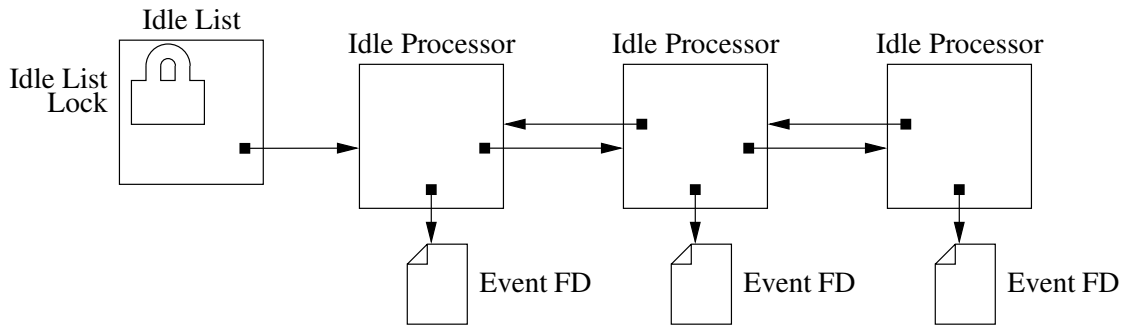 Idle List
Idle List
Lock
Idle Processor
Idle Processor
Idle Processor
Event FD
Event FD
Event FD